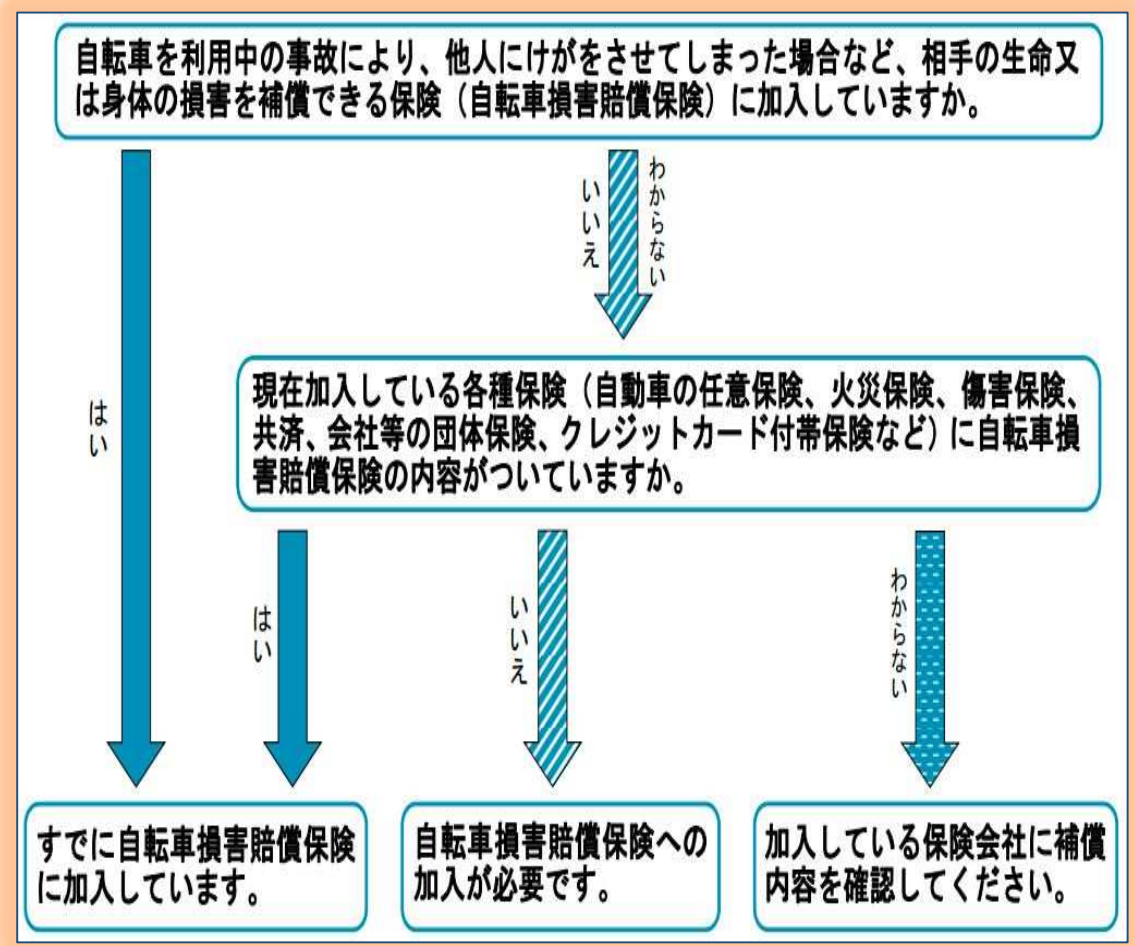 自転車を利用中の事故により、他人にけがをさせてしまった場合など、相手の生命又
は身体の損害を補償できる保険（自転車損害賠償保険）に加入していますか。
はい
いいえ
わからない
現在加入している各種保険（自動車の任意保険、火災保険、傷害保険、
共済、会社等の団体保険、クレジットカード付帯保険など）に自転車損
害賠償保険の内容がついていますか。
はい
いいえ
わからない
すでに自転車損害賠償保険
に加入しています。
自転車損害賠償保険への
加入が必要です。
加入している保険会社に補償
内容を確認してください。